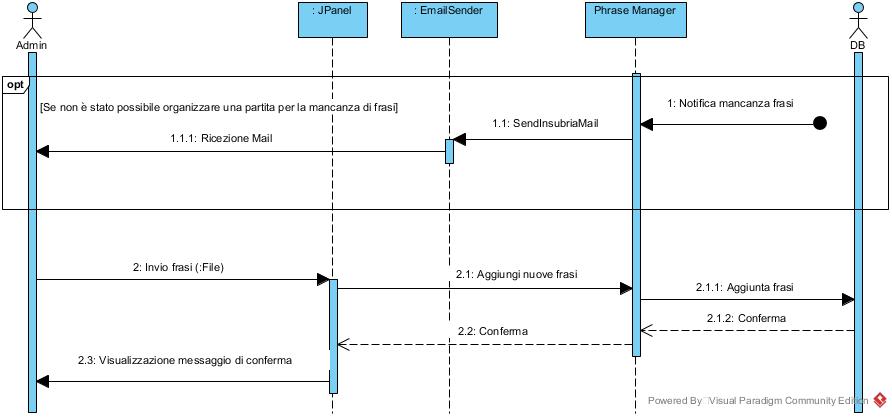 : JPanel
: EmailSender
Phrase Manager
Admin
DB
opt
[Se non è stato possibile organizzare una partita per la mancanza di frasi]
1: Notifica mancanza frasi
1.1: SendInsubriaMail
1.1.1: Ricezione Mail
2: Invio frasi (:File)
2.1: Aggiungi nuove frasi
2.1.1: Aggiunta frasi
2.1.2: Conferma
2.2: Conferma
2.3: Visualizzazione messaggio di conferma
Powered By Visual Paradigm Community Edition